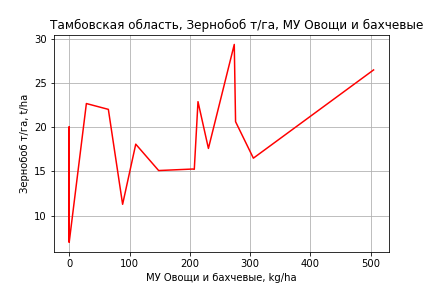 Тамбовская область, Зернобоб т/га, МУ Овощи и бахчевые
30
25
20
15
10
Зернобоб т/га, t/ha
0 100 200 300 400 500
МУ Овощи и бахчевые, kg/ha